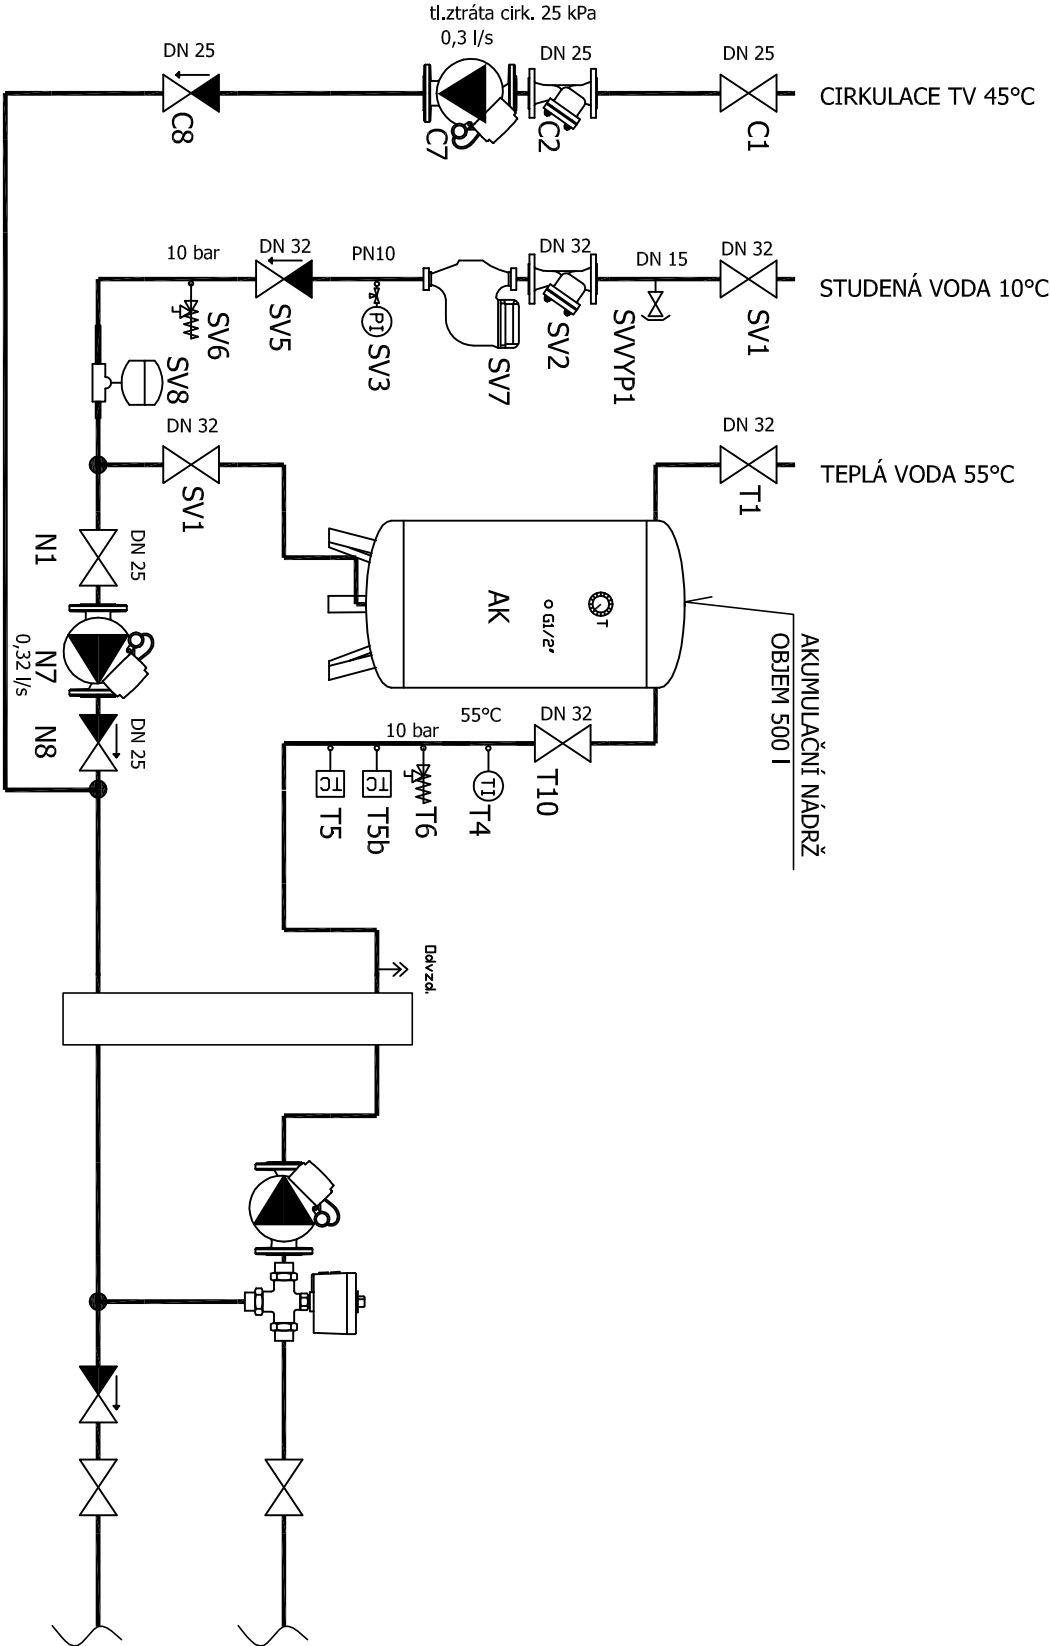 tl.ztráta cirk. 25 kPa
0,3 l/s
DN 25
DN 25
DN 25
CIRKULACE TV 45°C
C8
C7
C2
C1
10 bar
DN 32
PN10
DN 32
DN 15
DN 32
STUDENÁ VODA 10°C
PI
SV6
SV5
SV3
SV7
SV2
SVVYP1
SV1
SV8
DN 32
DN 32
TEPLÁ VODA 55°C
SV1
T1
N1
DN 25
AK
G1/2"
T
AKUMULAČNÍ NÁDRŽ
OBJEM 500 l
N7
0,32 l/s
N8
DN 25
10 bar
55°C
DN 32
TC
TC
TI
T5
T5b
T6
T4
T10
Odvzd.